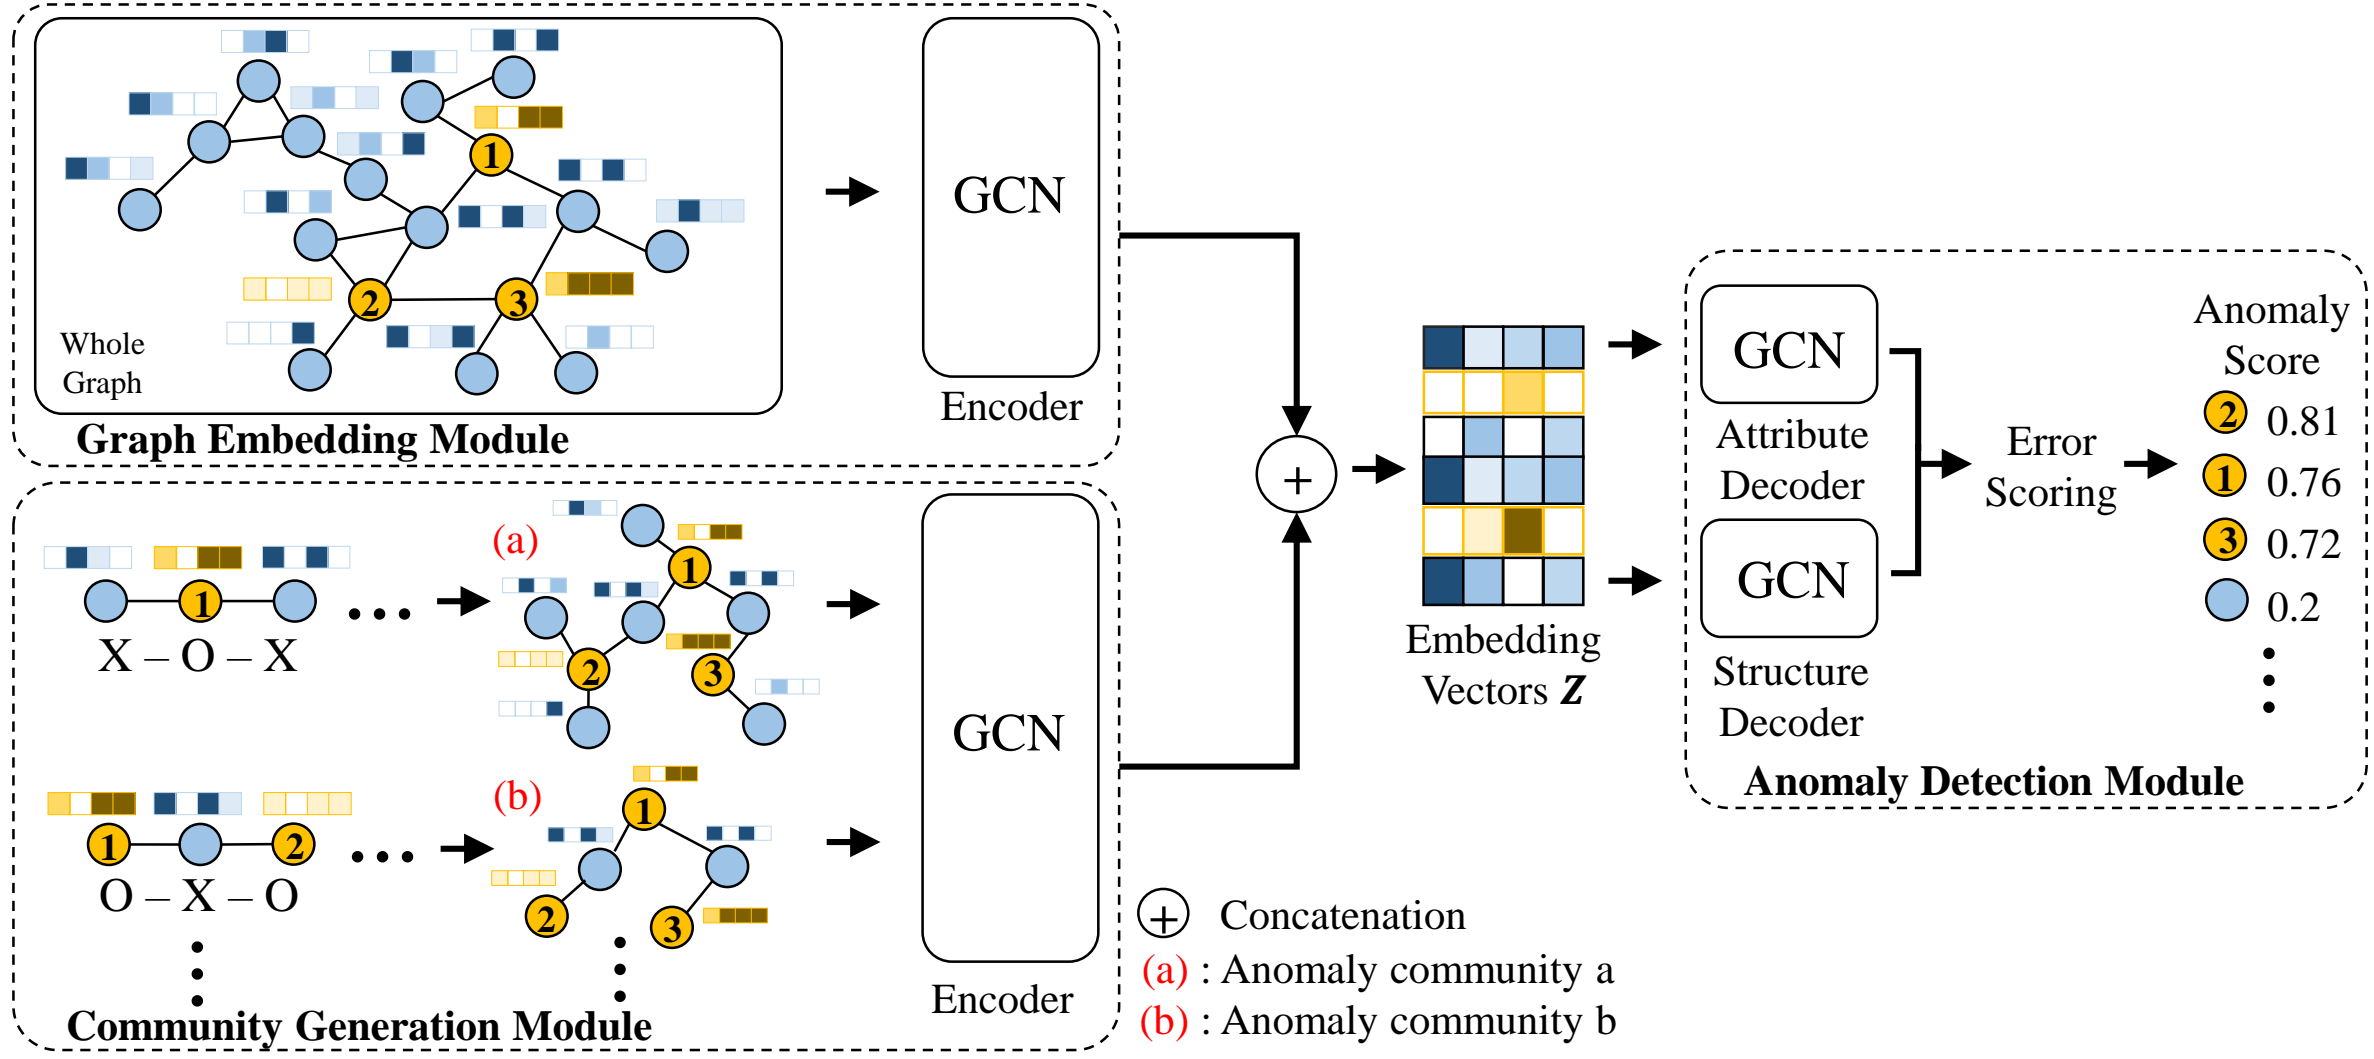 1
2
3
Whole
Graph
GCN
Encoder
Graph Embedding Module
1
X – O – X
(a)
1
2
3
1
2
O – X – O
(b)
1
2
3
GCN
Encoder
Community Generation Module
+
Embedding
Vectors Z
+ Concatenation
(a) : Anomaly community a
(b) : Anomaly community b
GCN
Attribute
Decoder
GCN
Structure
Decoder
Error
Scoring
Anomaly
Score
2 0.81
1 0.76
3 0.72
0.2
Anomaly Detection Module